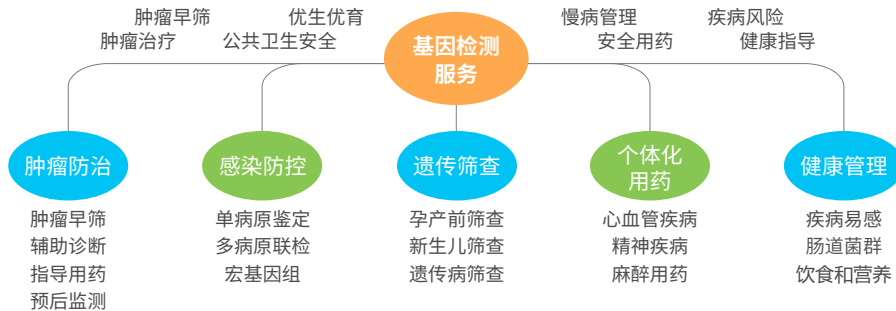 肿瘤早筛
优生优育
慢病管理
疾病风险
肿瘤治疗
公共卫生安全
安全用药
健康指导
基因检测
服务
肿瘤防治
感染防控
遗传筛查
个体化
用药
健康管理
肿瘤早筛
辅助诊断
指导用药
预后监测
单病原鉴定
多病原联检
宏基因组
孕产前筛查
新生儿筛查
遗传病筛查
心血管疾病
精神疾病
麻醉用药
疾病易感
肠道菌群
饮食和营养